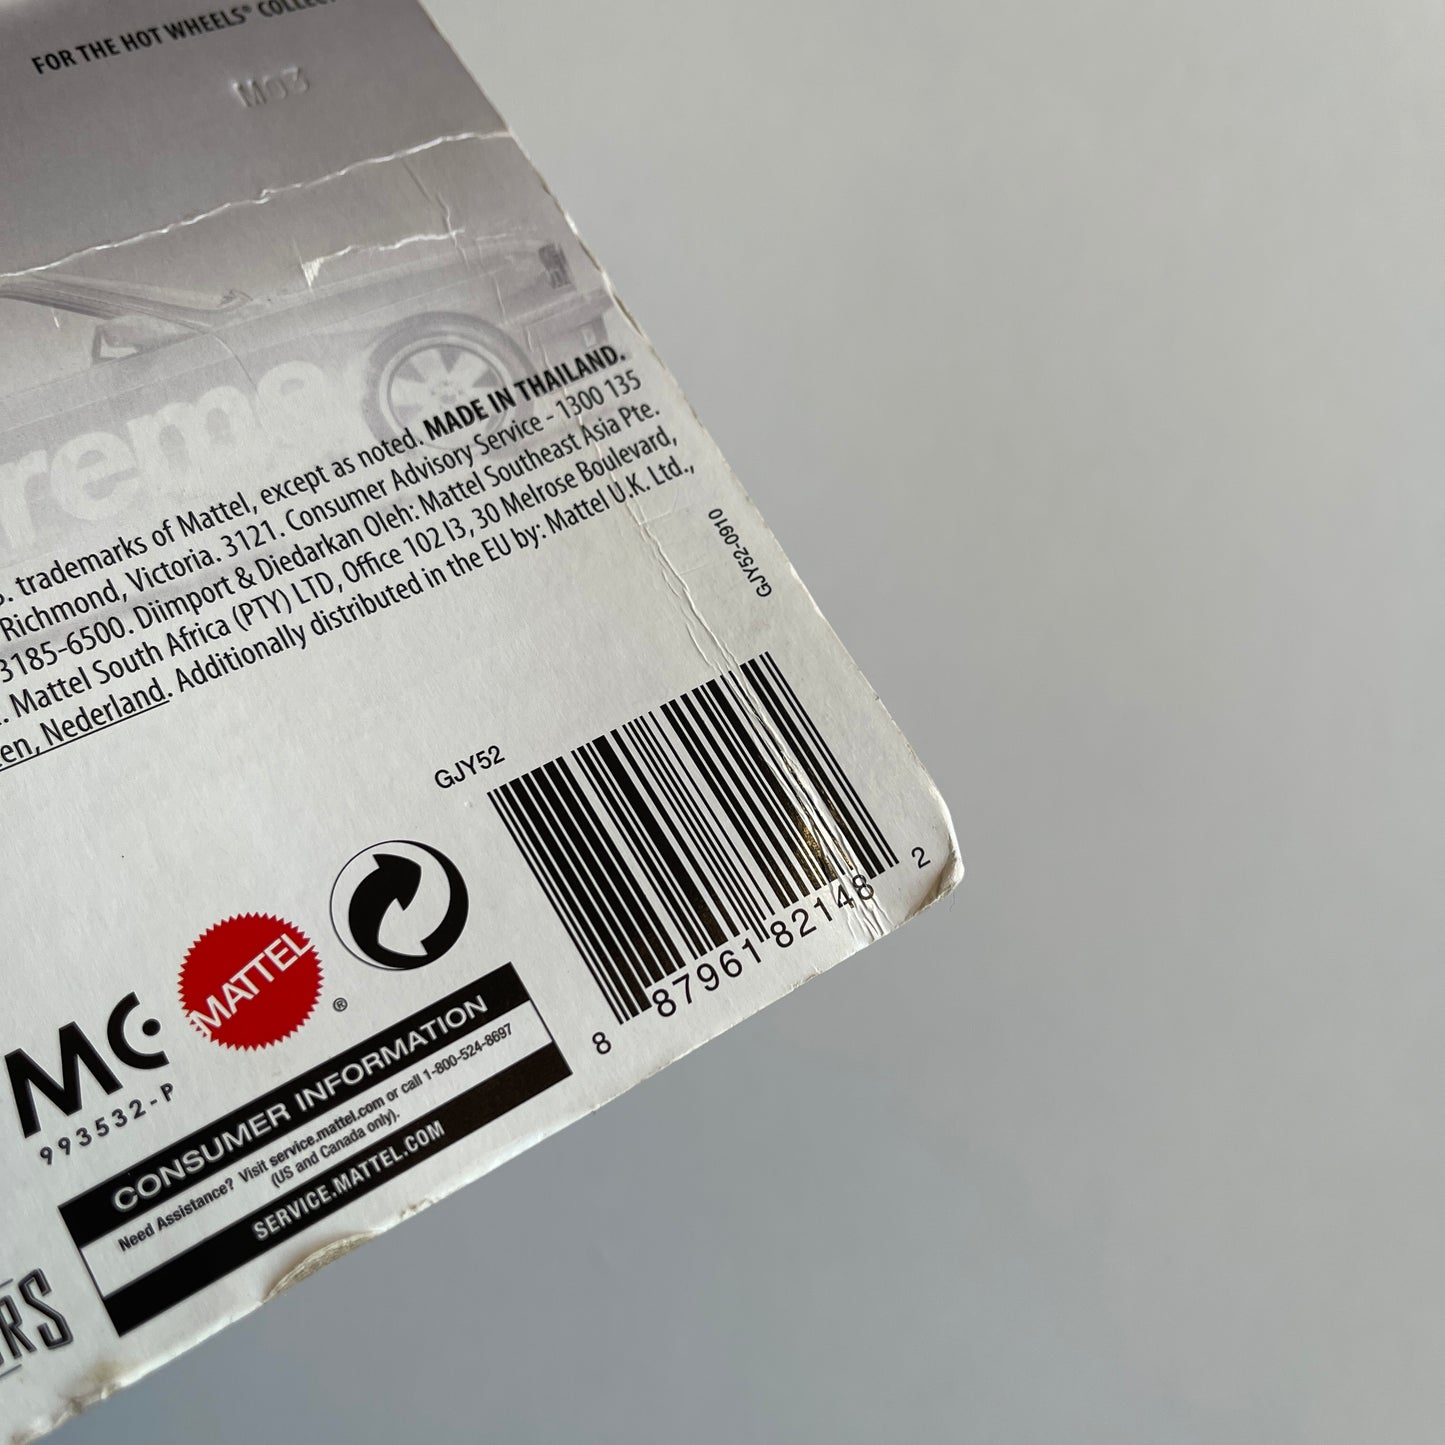 FOR THE HOT WHEELS® COLLECT
M03
reme
. trademarks of Mattel, except as noted. MADE IN THAILAND.
Richmond, Victoria. 3121. Consumer Advisory Service - 1300 135
3185-6500. Diimport & Diedarkan Oleh: Mattel Southeast Asia Pte.
. Mattel South Africa (PTY) LTD, Office 102 I3, 30 Melrose Boulevard,
en, Nederland. Additionally distributed in the EU by: Mattel U.K. Ltd.,
GJY52-0910
GJY52
8 87961 82148 2
MATTEL
®
MC
993532-P
CONSUMER INFORMATION
Need Assistance? Visit service.mattel.com or call 1-800-524-8697
(US and Canada only).
SERVICE.MATTEL.COM
RS